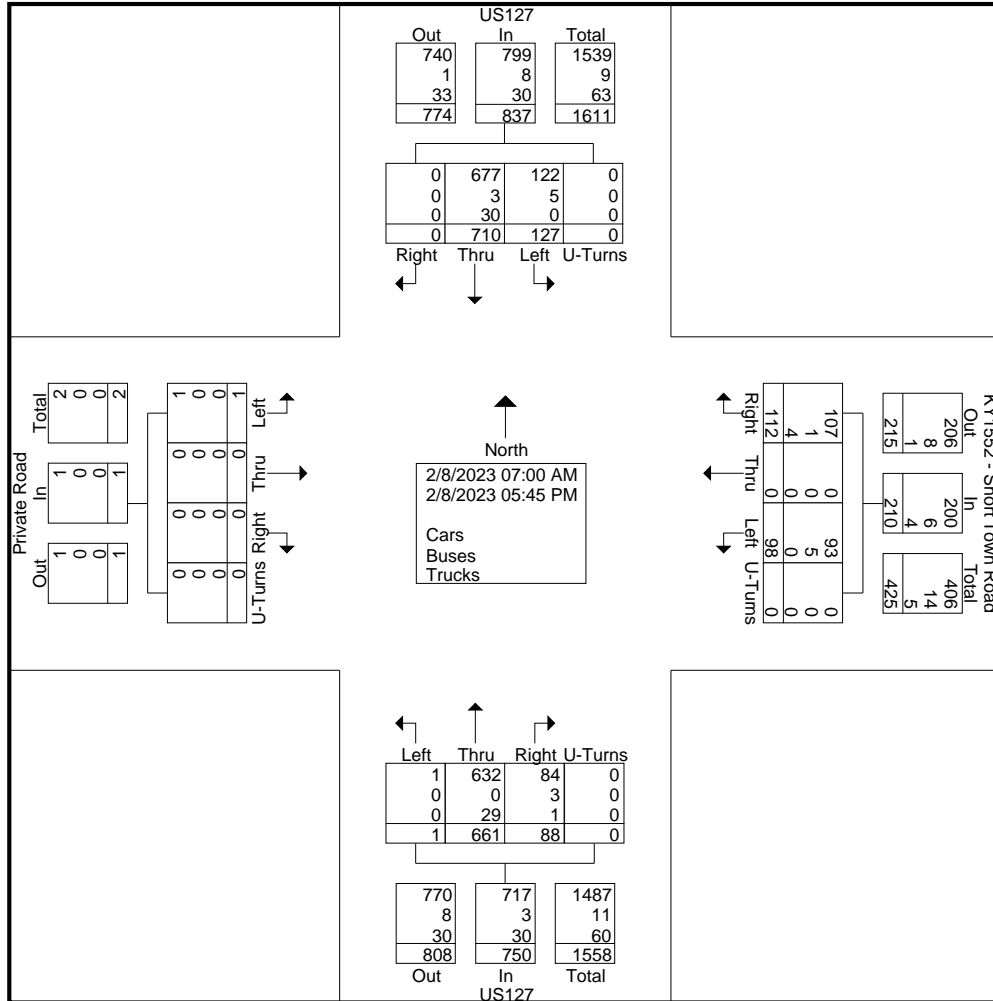 US127
Out In Total
740 799 1539
1 8 9
33 30 63
774 837 1611
0 677 122 0
0 3 5 0
0 30 0 0
0 710 127 0
Right Thru Left U-Turns
Private Road
Total
2 0 0 2
In
1 0 0 1
Out
1 0 0 1
Left
1 0 0 1
Thru
0 0 0 0
Right
0 0 0 0
U-Turns
0 0 0 0
North
2/8/2023 07:00 AM
2/8/2023 05:45 PM
Cars
Buses
Trucks
Right
107 1 4 112
Thru
0 0 0 0
Left
93 5 0 98
U-Turns
0 0 0 0
KY1552 - Short Town Road
Out
206 8 1 215
In
200 6 4 210
Total
406 14 5 425
Left Thru Right U-Turns
1 632 84 0
0 0 3 0
0 29 1 0
1 661 88 0
770 717 1487
8 3 11
30 30 60
808 750 1558
Out In Total
US127